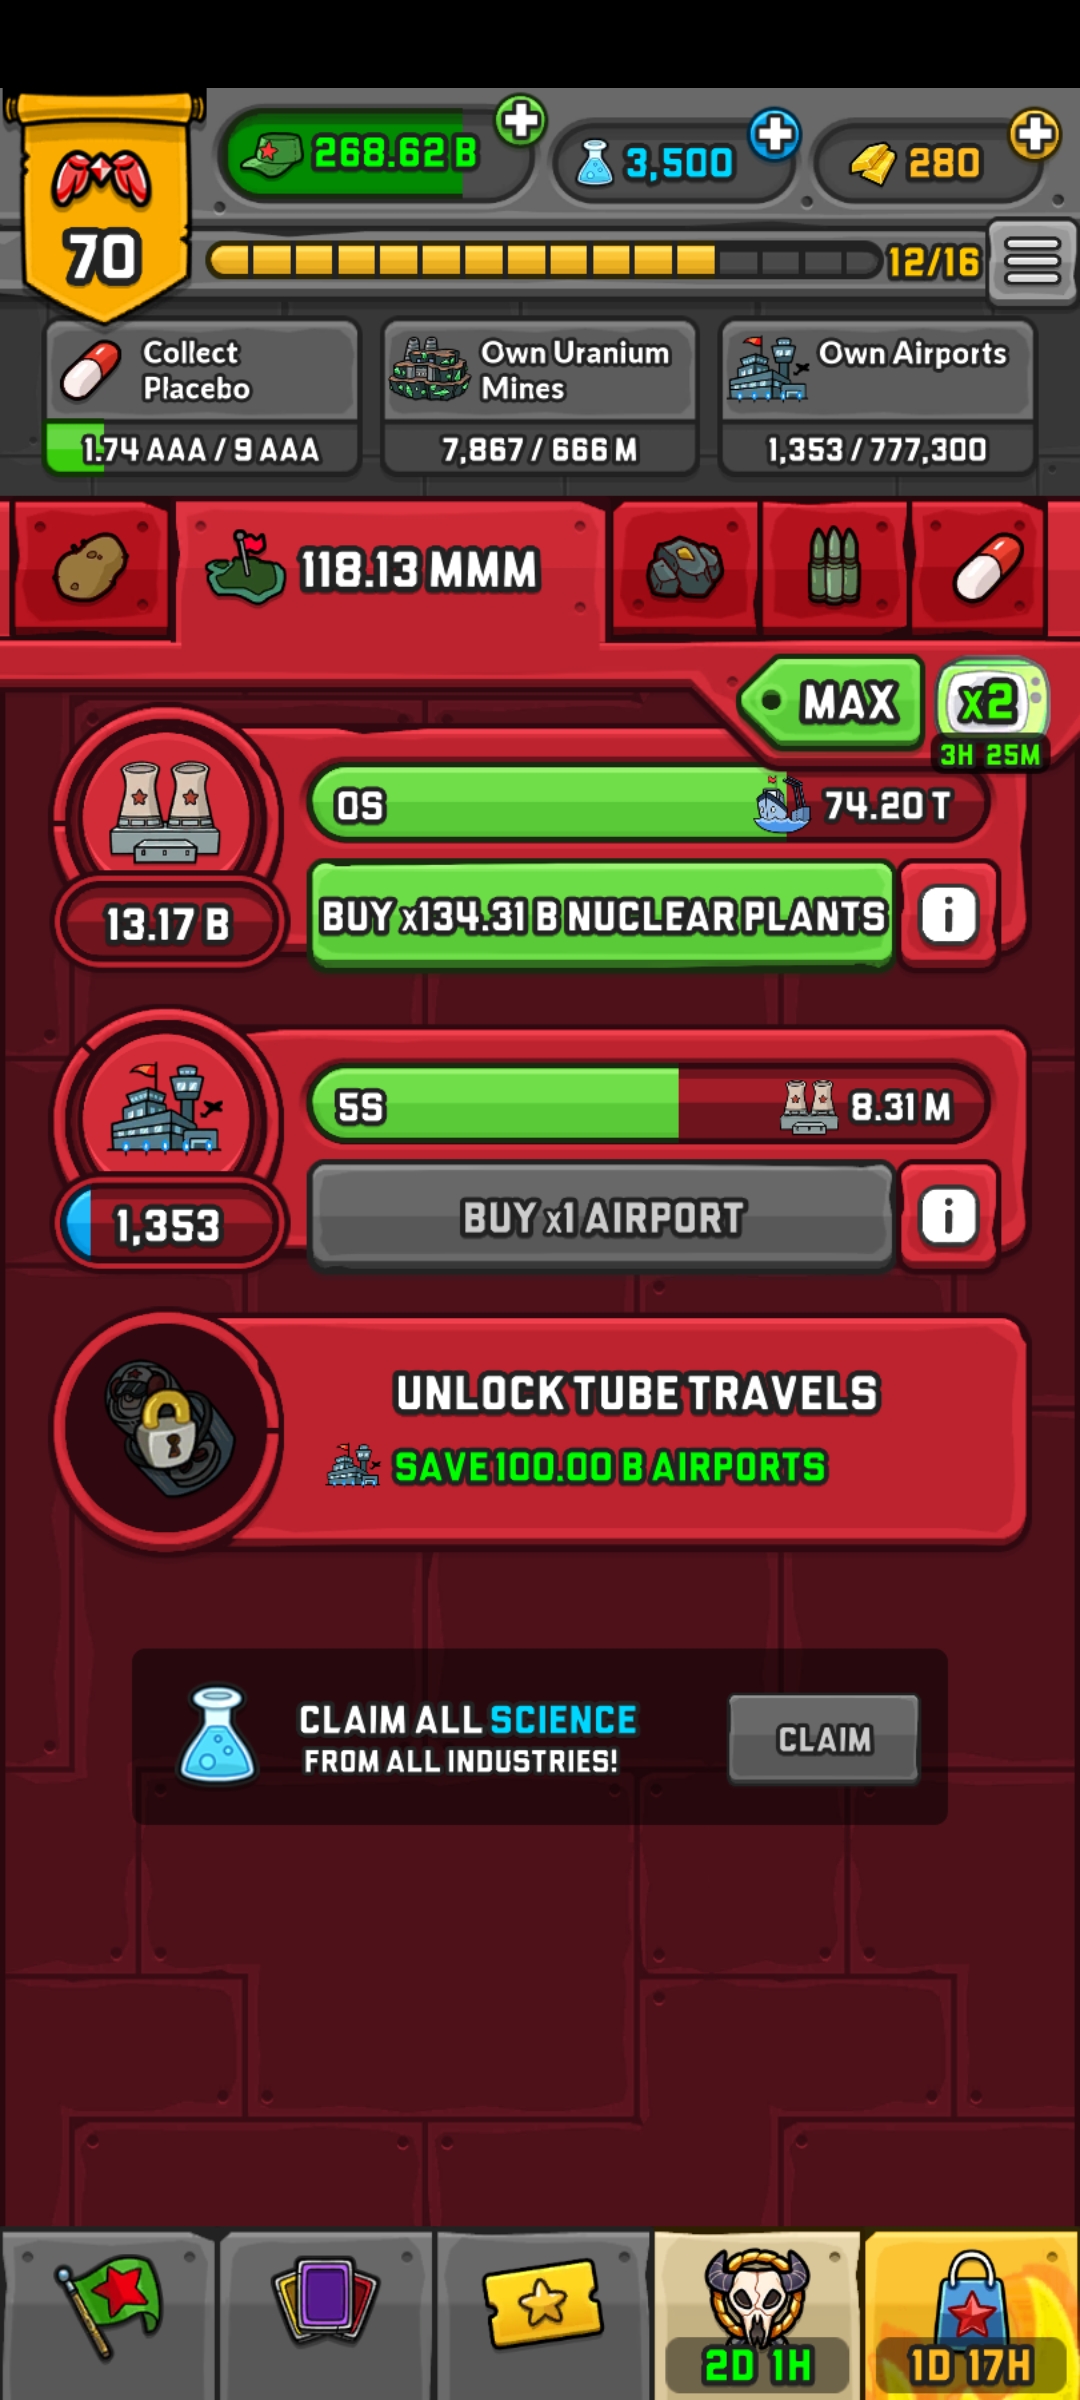 268.62 B
3,500
280
70
12/16
Collect
Placebo
1.74 AAA / 9 AAA
Own Uranium
Mines
7,867 / 666 M
Own Airports
1,353 / 777,300
118.13 MMM
MAX
x2
3H 25M
0S
74.20 T
13.17 B
BUY x134.31 B NUCLEAR PLANTS
i
5S
8.31 M
1,353
BUY x1 AIRPORT
i
UNLOCK TUBE TRAVELS
SAVE 100.00 B AIRPORTS
CLAIM ALL SCIENCE
FROM ALL INDUSTRIES!
CLAIM
2D 1H
1D 17H